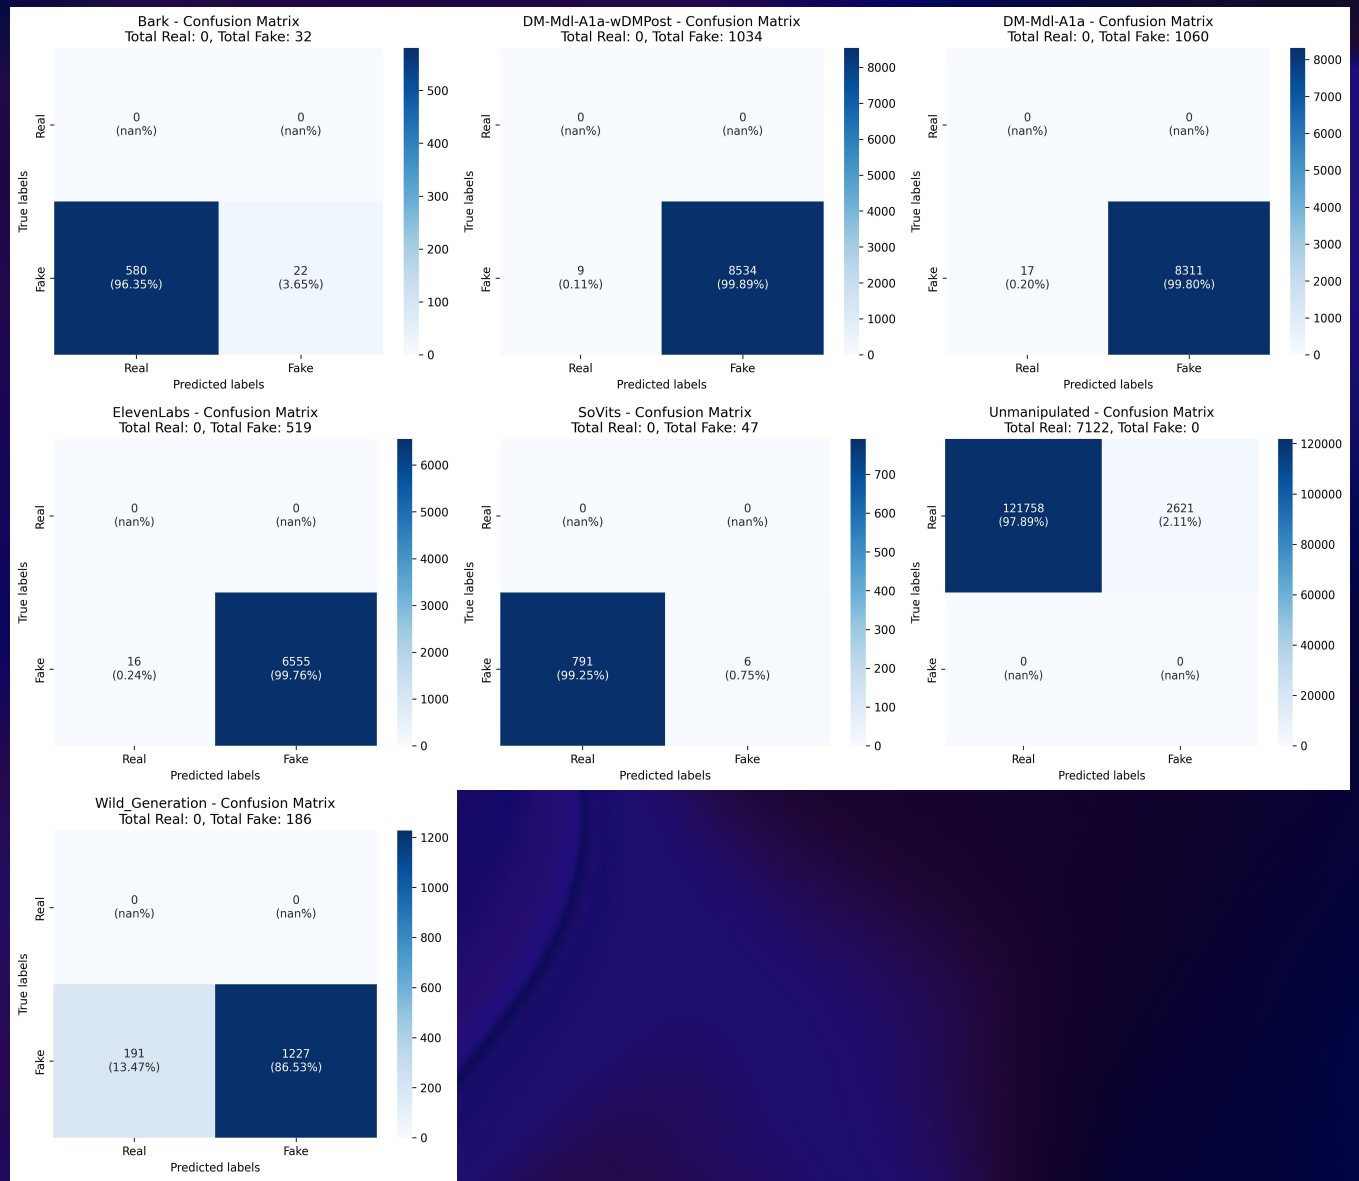 Bark - Confusion Matrix
Total Real: 0, Total Fake: 32
Real
Fake
True labels
0
(nan%)
0
(nan%)
580
(96.35%)
22
(3.65%)
Real
Fake
Predicted labels
500
400
300
200
100
0
DM-Mdl-A1a-wDMPost - Confusion Matrix
Total Real: 0, Total Fake: 1034
Real
Fake
True labels
0
(nan%)
0
(nan%)
9
(0.11%)
8534
(99.89%)
Real
Fake
Predicted labels
8000
7000
6000
5000
4000
3000
2000
1000
0
DM-Mdl-A1a - Confusion Matrix
Total Real: 0, Total Fake: 1060
Real
Fake
True labels
0
(nan%)
0
(nan%)
17
(0.20%)
8311
(99.80%)
Real
Fake
Predicted labels
8000
7000
6000
5000
4000
3000
2000
1000
0
ElevenLabs - Confusion Matrix
Total Real: 0, Total Fake: 519
Real
Fake
True labels
0
(nan%)
0
(nan%)
16
(0.24%)
6555
(99.76%)
Real
Fake
Predicted labels
6000
5000
4000
3000
2000
1000
0
SoVits - Confusion Matrix
Total Real: 0, Total Fake: 47
Real
Fake
True labels
0
(nan%)
0
(nan%)
791
(99.25%)
6
(0.75%)
Real
Fake
Predicted labels
700
600
500
400
300
200
100
0
Unmanipulated - Confusion Matrix
Total Real: 7122, Total Fake: 0
Real
Fake
True labels
121758
(97.89%)
2621
(2.11%)
0
(nan%)
0
(nan%)
Real
Fake
Predicted labels
120000
100000
80000
60000
40000
20000
0
Wild_Generation - Confusion Matrix
Total Real: 0, Total Fake: 186
Real
Fake
True labels
0
(nan%)
0
(nan%)
191
(13.47%)
1227
(86.53%)
Real
Fake
Predicted labels
1200
1000
800
600
400
200
0